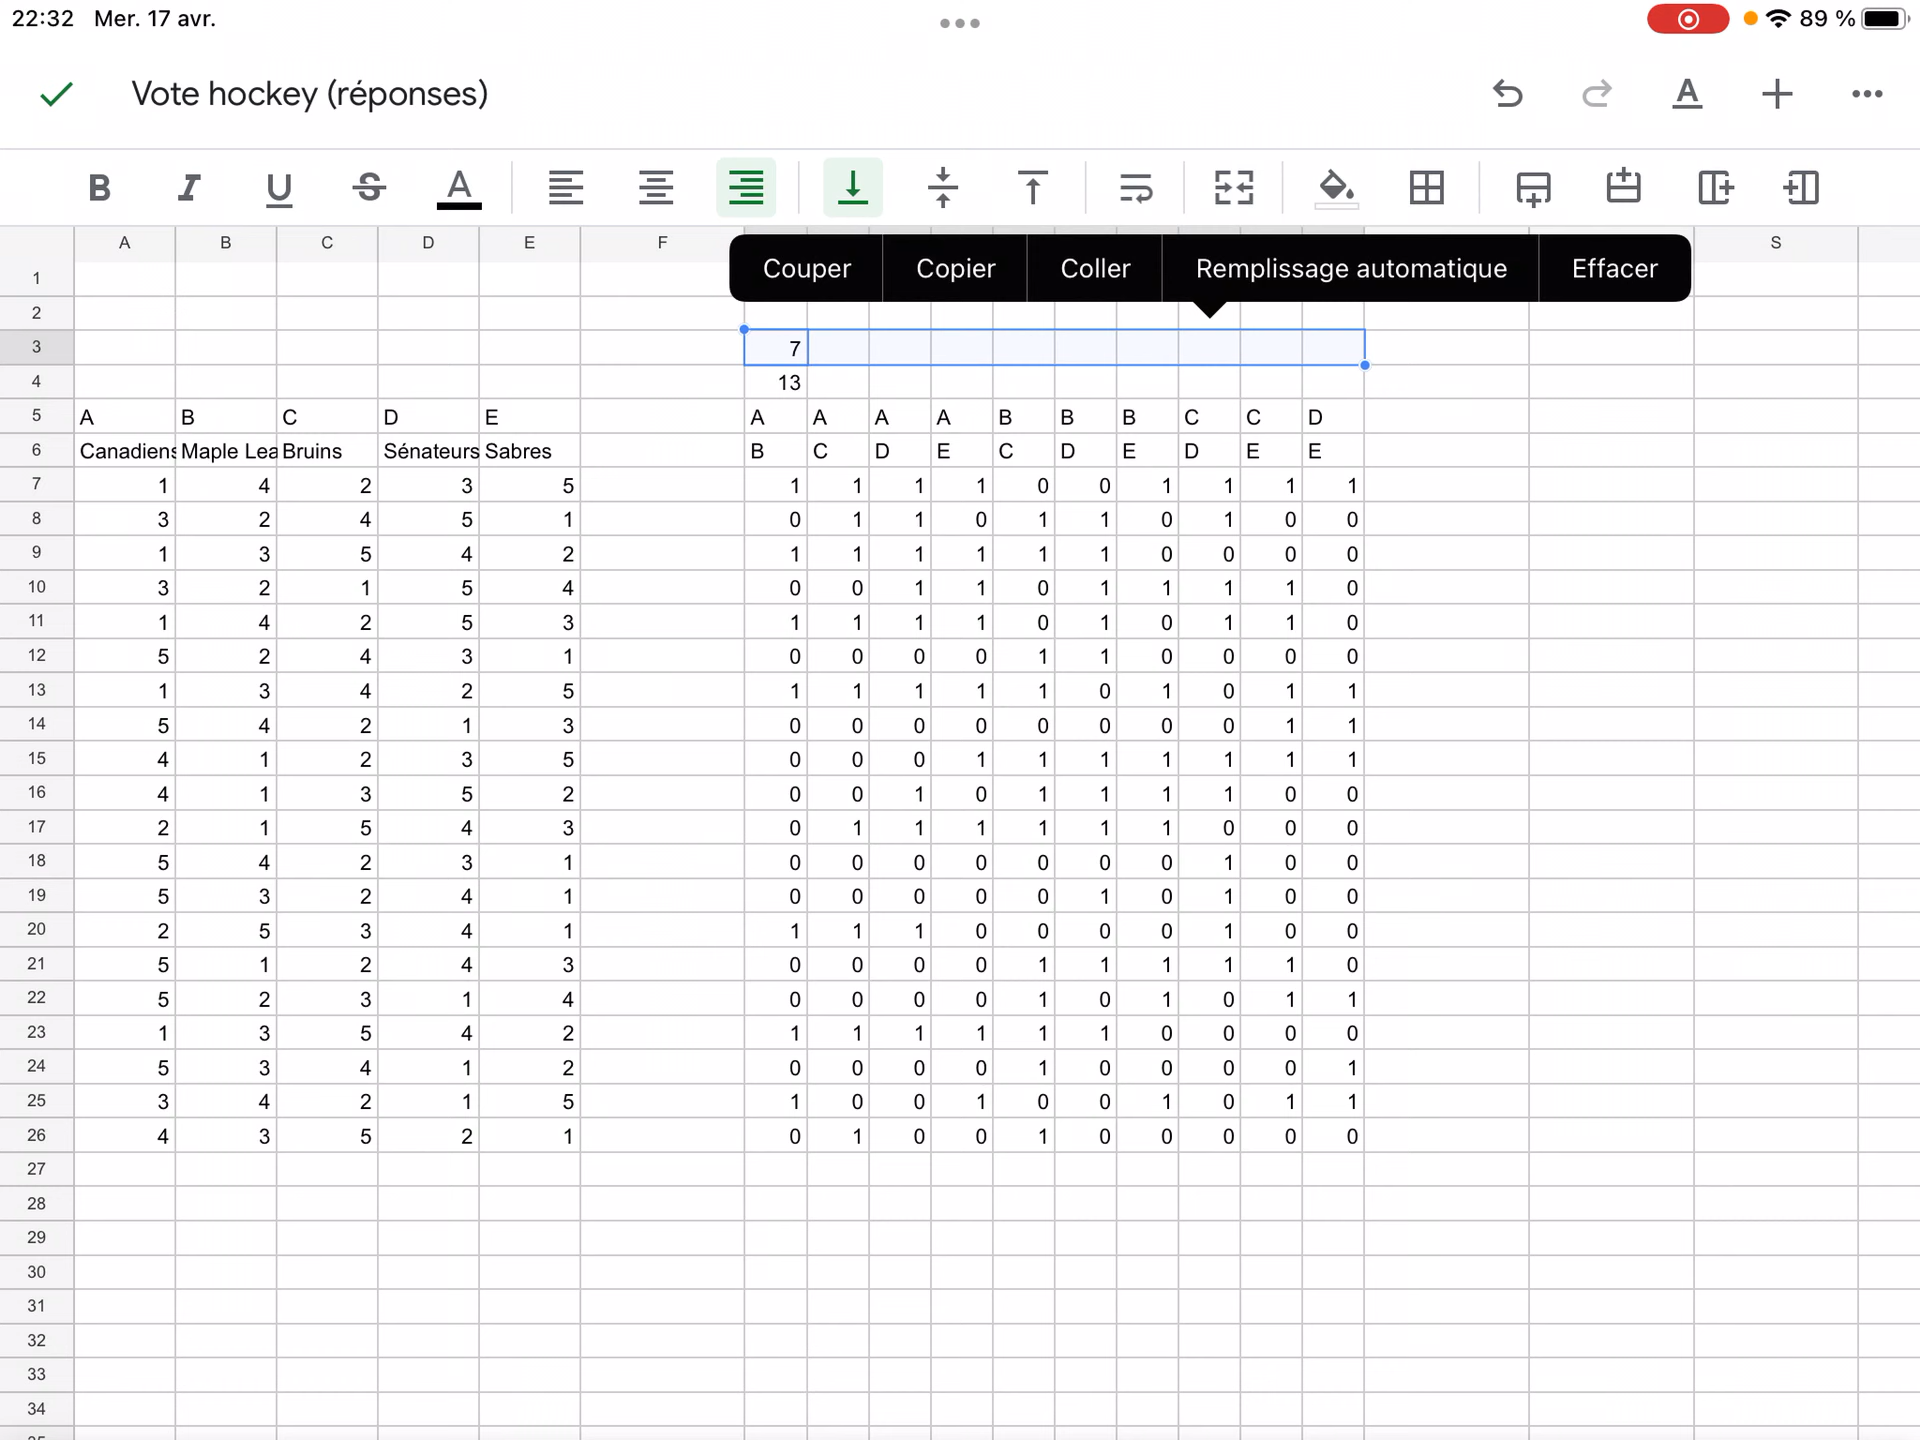 22:32 Mer. 17 avr. 89 %
Vote hockey (réponses)
B I U S A
A B C D E F S
Couper Copier Coller Remplissage automatique Effacer
1
2
3 7
4 13
5 A B C D E A A A A B B B C C D
6 Canadiens Maple Lea Bruins Sénateurs Sabres B C D E C D E D E E
7 1 4 2 3 5 1 1 1 1 0 0 1 1 1 1
8 3 2 4 5 1 0 1 1 0 1 1 0 1 0 0
9 1 3 5 4 2 1 1 1 1 1 1 0 0 0 0
10 3 2 1 5 4 0 0 1 1 0 1 1 1 1 0
11 1 4 2 5 3 1 1 1 1 0 1 0 1 1 0
12 5 2 4 3 1 0 0 0 0 1 1 0 0 0 0
13 1 3 4 2 5 1 1 1 1 1 0 1 0 1 1
14 5 4 2 1 3 0 0 0 0 0 0 0 0 1 1
15 4 1 2 3 5 0 0 0 1 1 1 1 1 1 1
16 4 1 3 5 2 0 0 1 0 1 1 1 1 0 0
17 2 1 5 4 3 0 1 1 1 1 1 1 0 0 0
18 5 4 2 3 1 0 0 0 0 0 0 0 1 0 0
19 5 3 2 4 1 0 0 0 0 0 1 0 1 0 0
20 2 5 3 4 1 1 1 1 0 0 0 0 1 0 0
21 5 1 2 4 3 0 0 0 0 1 1 1 1 1 0
22 5 2 3 1 4 0 0 0 0 1 0 1 0 1 1
23 1 3 5 4 2 1 1 1 1 1 1 0 0 0 0
24 5 3 4 1 2 0 0 0 0 1 0 0 0 0 1
25 3 4 2 1 5 1 0 0 1 0 0 1 0 1 1
26 4 3 5 2 1 0 1 0 0 1 0 0 0 0 0
27
28
29
30
31
32
33
34